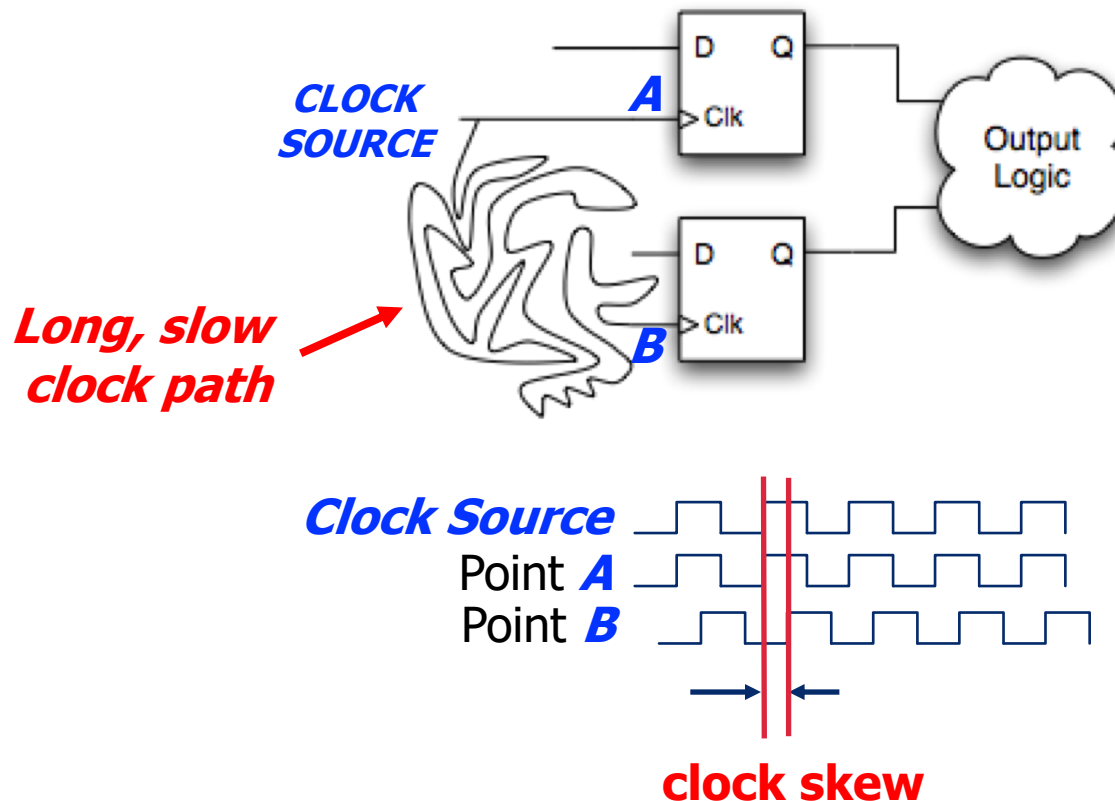 D Q
CLOCK
SOURCE
A
Clk
Output
Logic
D Q
Long, slow
clock path
B
Clk
Clock Source
Point A
Point B
clock skew